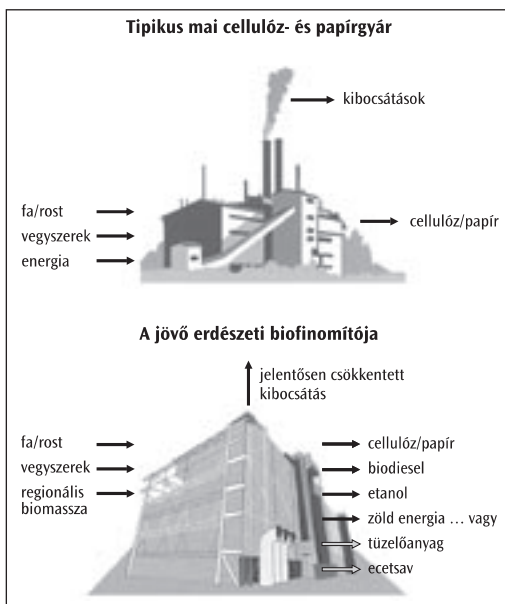 Tipikus mai cellulóz- és papírgyár
kibocsátások
fa/rost
vegyszerek
energia
cellulóz/papír
A jövő erdészeti biofinomítója
jelentősen csökkentett
kibocsátás
fa/rost
vegyszerek
regionális
biomassza
cellulóz/papír
biodiesel
etanol
zöld energia … vagy
tüzelőanyag
ecetsav